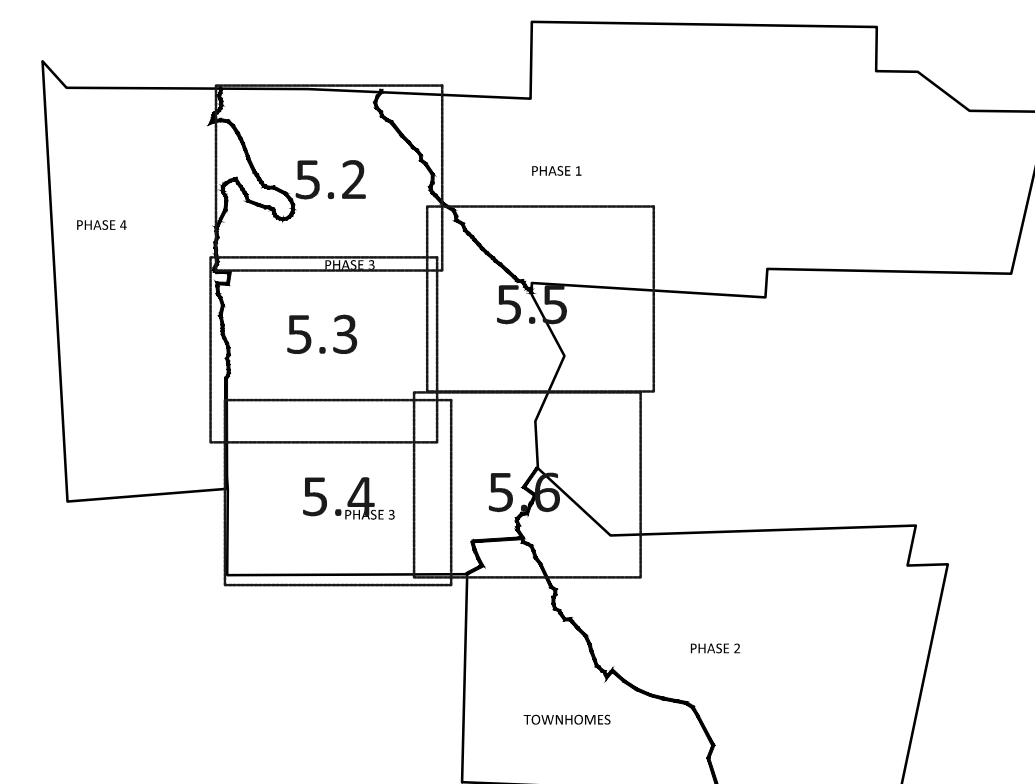 PHASE 1
5.2
PHASE 4
PHASE 3
5.5
5.3
5.4
5.6
PHASE 3
PHASE 2
TOWNHOMES